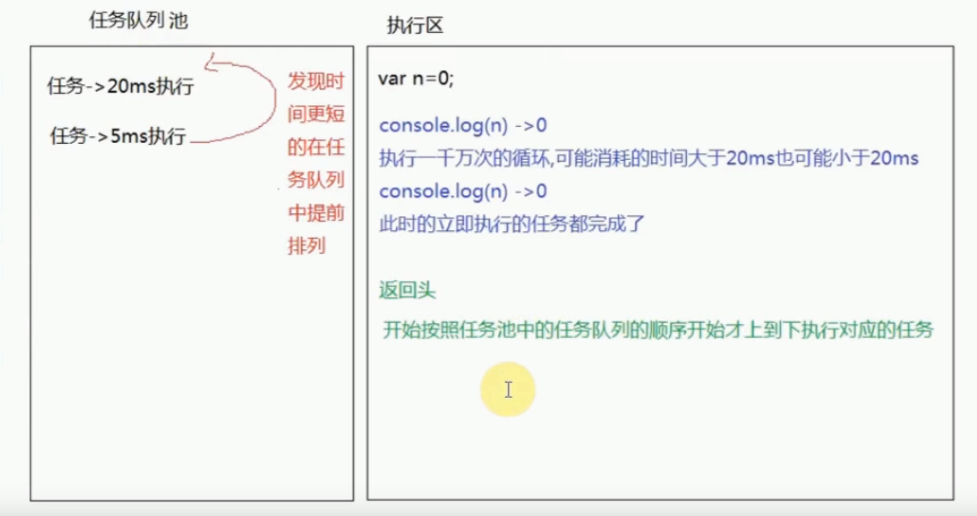 任务队列 池
任务->20ms执行
任务->5ms执行
发现时
间更短
的在任
务队列
中提前
排列
执行区
var n=0;
console.log(n) ->0
执行一千万次的循环,可能消耗的时间大于20ms也可能小于20ms
console.log(n) ->0
此时的立即执行的任务都完成了
返回头
开始按照任务池中的任务队列的顺序开始才上到下执行对应的任务